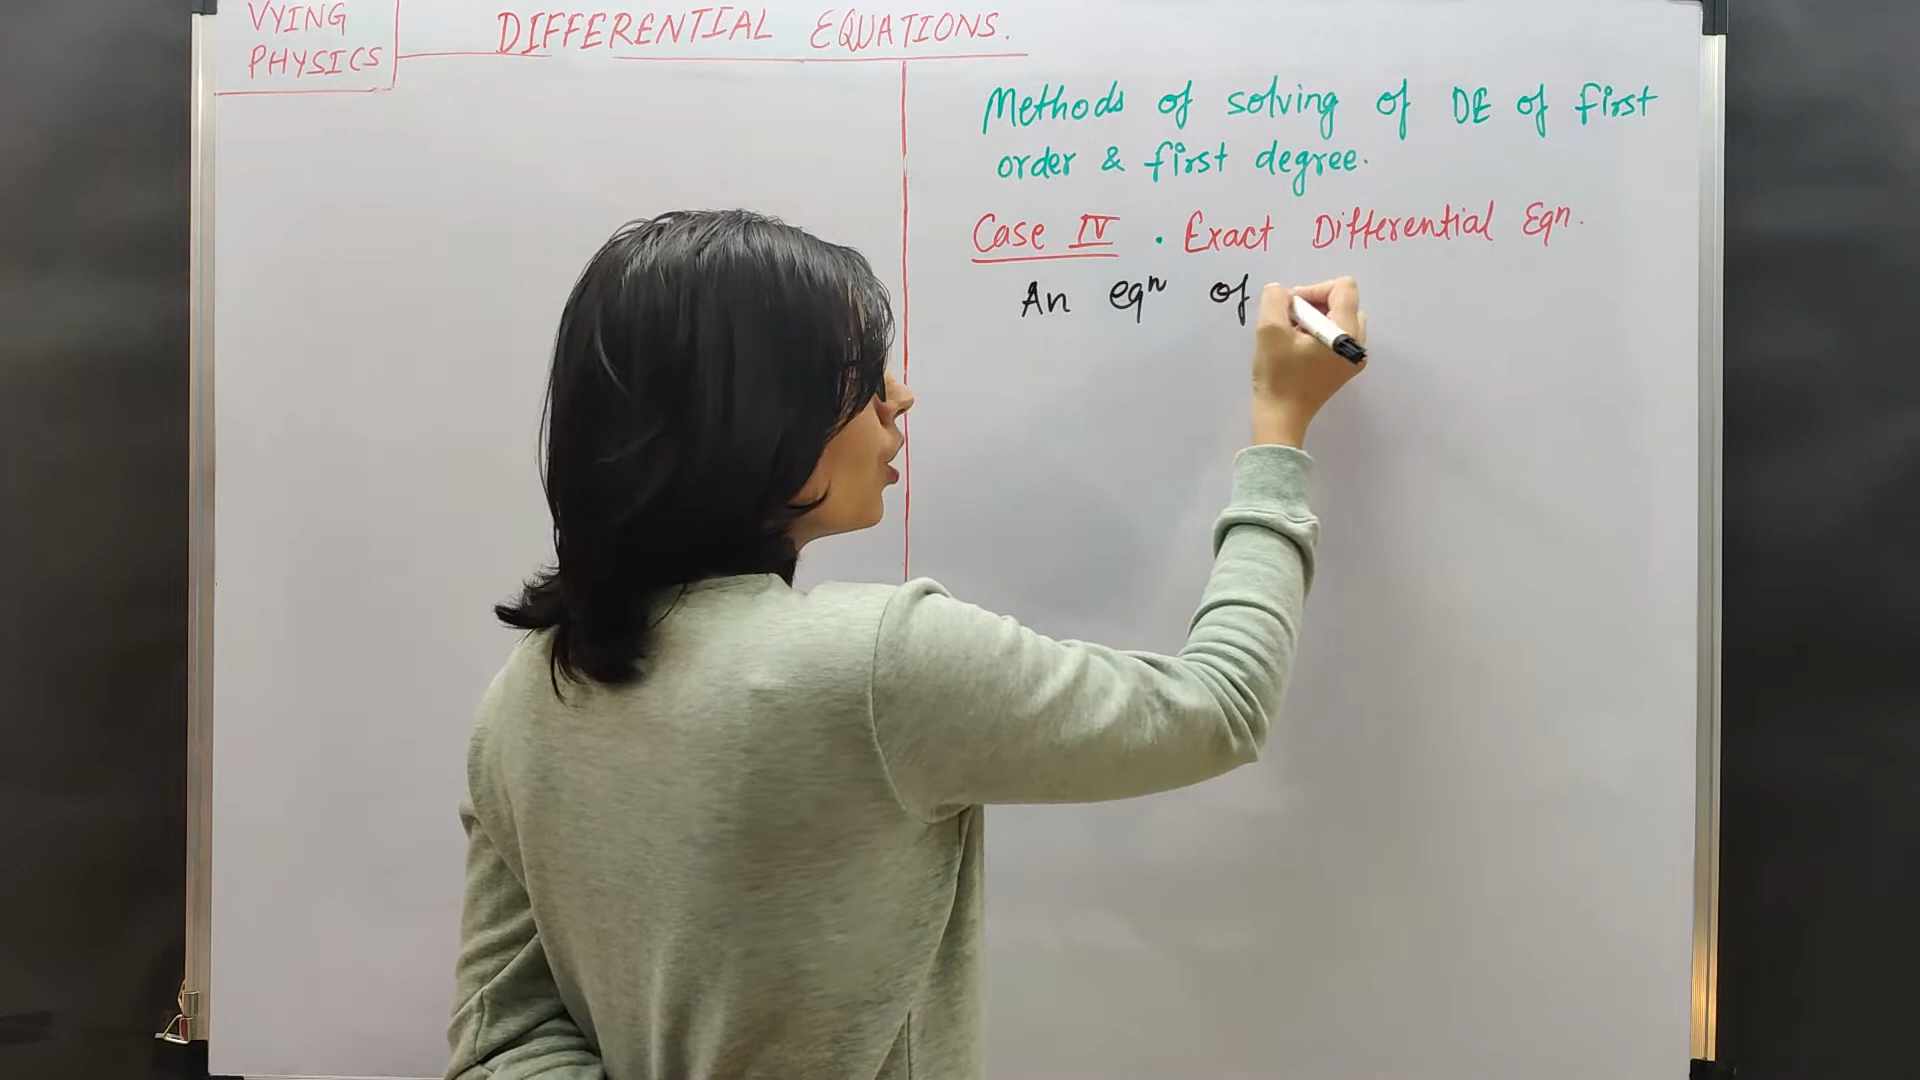 VYING
PHYSICS
DIFFERENTIAL EQUATIONS.
Methods of solving of DE of first
order & first degree.
Case IV . Exact Differential Eqn.
An eqⁿ of